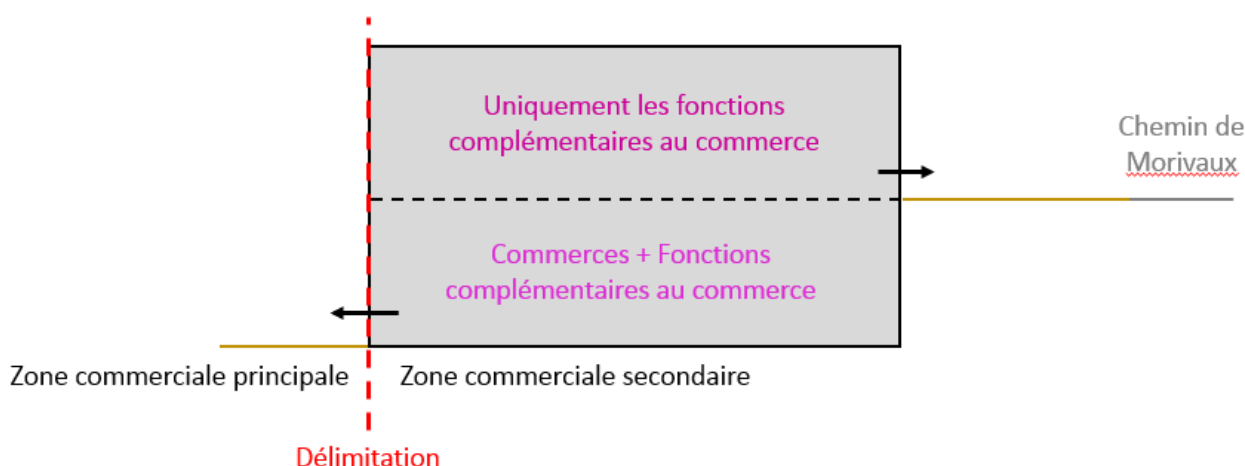 Uniquement les fonctions
complémentaires au commerce
Chemin de
Morivaux
Commerces + Fonctions
complémentaires au commerce
Zone commerciale principale
Zone commerciale secondaire
Délimitation